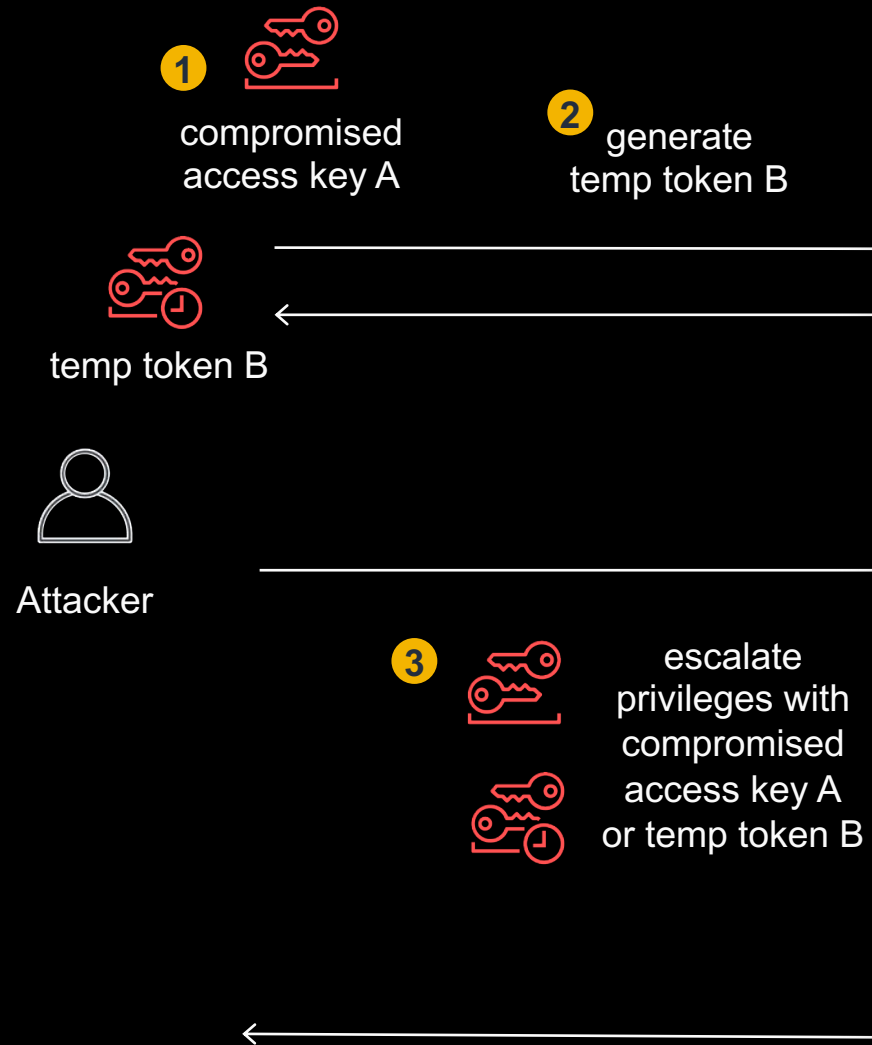 1
compromised
access key A
2
generate
temp token B
temp token B
Attacker
3
escalate
privileges with
compromised
access key A
or temp token B